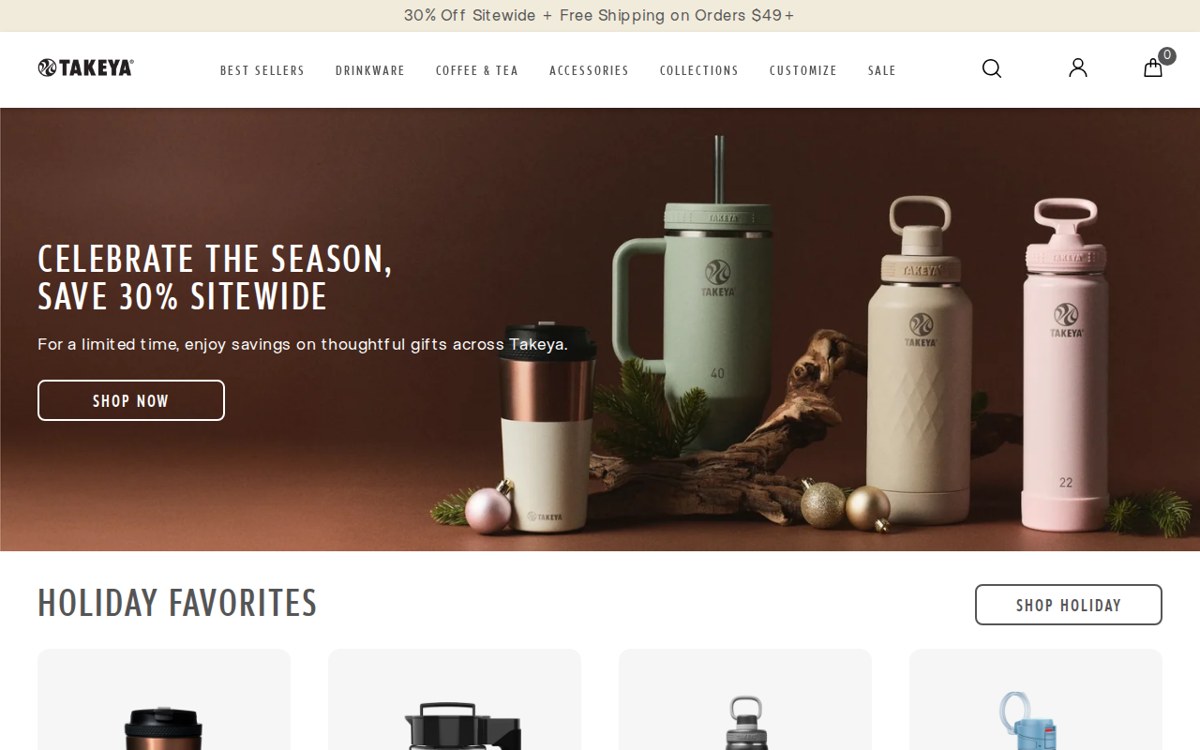 30% Off Sitewide + Free Shipping on Orders $49+
TAKEYA
BEST SELLERS
DRINKWARE
COFFEE & TEA
ACCESSORIES
COLLECTIONS
CUSTOMIZE
SALE
0
CELEBRATE THE SEASON,
SAVE 30% SITEWIDE
For a limited time, enjoy savings on thoughtful gifts across Takeya.
SHOP NOW
TAKEYA
TAKEYA
40
TAKEYA
TAKEYA
TAKEYA
TAKEYA
TAKEYA
22
HOLIDAY FAVORITES
SHOP HOLIDAY